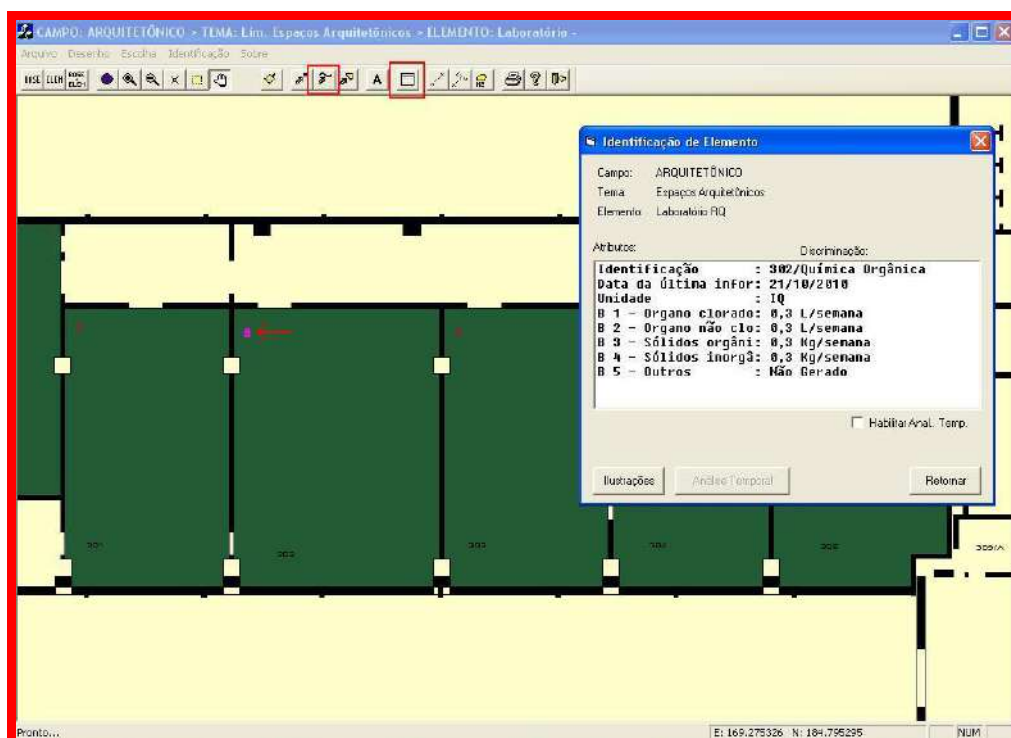 CAMPO: ARQUITETÔNICO > TEMA: Lim. Espaços Arquitetônicos > ELEMENTO: Laboratório -
Arquivo Desenho Escolha Identificação Sobre
A
Identificação de Elemento
Campo: ARQUITETÔNICO
Tema Espaços Arquitetônicos
Elemento Laboratório RQ
Atributos: Discriminação:
Identificação : 302/Química Orgânica
Data da última infor: 21/10/2010
Unidade : IQ
B 1 - Organo clorado: 0,3 L/semana
B 2 - Organo não clo: 0,3 L/semana
B 3 - Sólidos orgâni: 0,3 Kg/semana
B 4 - Sólidos inorgâ: 0,3 Kg/semana
B 5 - Outros : Não Gerado
Habilitar Anal. Temp.
Ilustrações Análise Temporal Retornar
301 302 303 304
Pronto... E: 169.275326 N: 184.795295 NUM